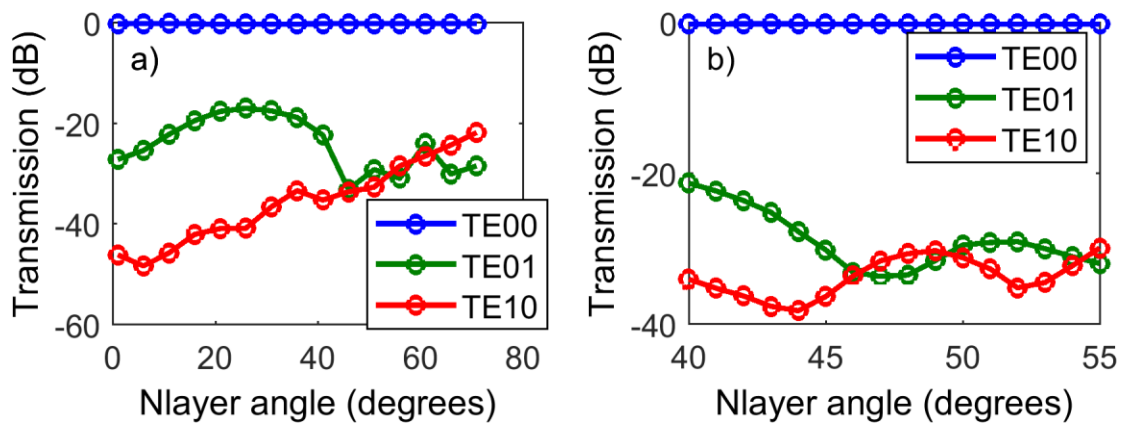 a)
Transmission (dB)
0
-20
-40
-60
0
20
40
60
80
Nlayer angle (degrees)
TE00
TE01
TE10
b)
Transmission (dB)
0
-20
-40
40
45
50
55
Nlayer angle (degrees)
TE00
TE01
TE10